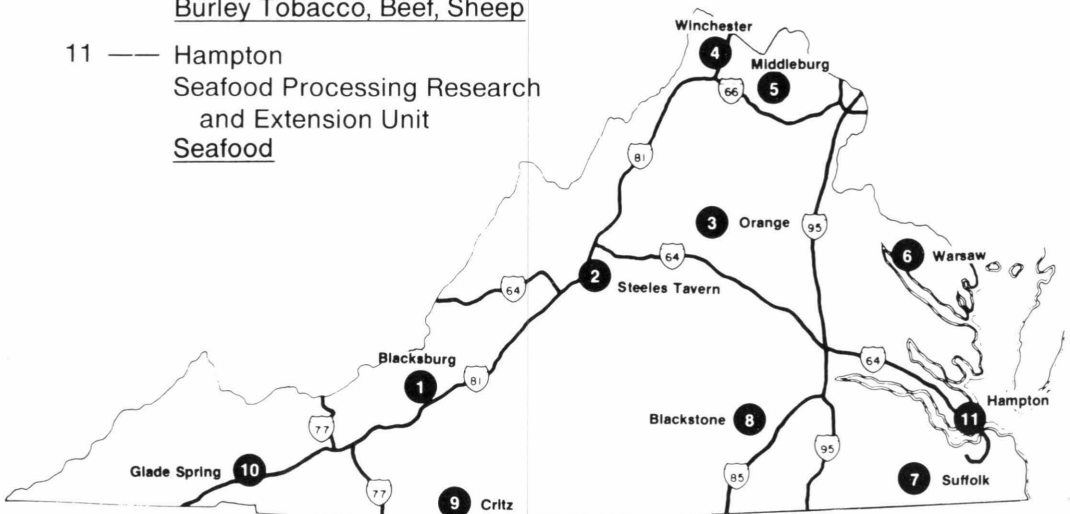 Burley Tobacco, Beef, Sheep
11 —— Hampton
Seafood Processing Research
and Extension Unit
Seafood
Winchester
4
Middleburg
5
66
81
3 Orange
95
6 Warsaw
64
2 Steeles Tavern
64
Blacksburg
1
81
64
Hampton
11
Blackstone 8
77
95
Glade Spring 10
85
7 Suffolk
77
9 Critz